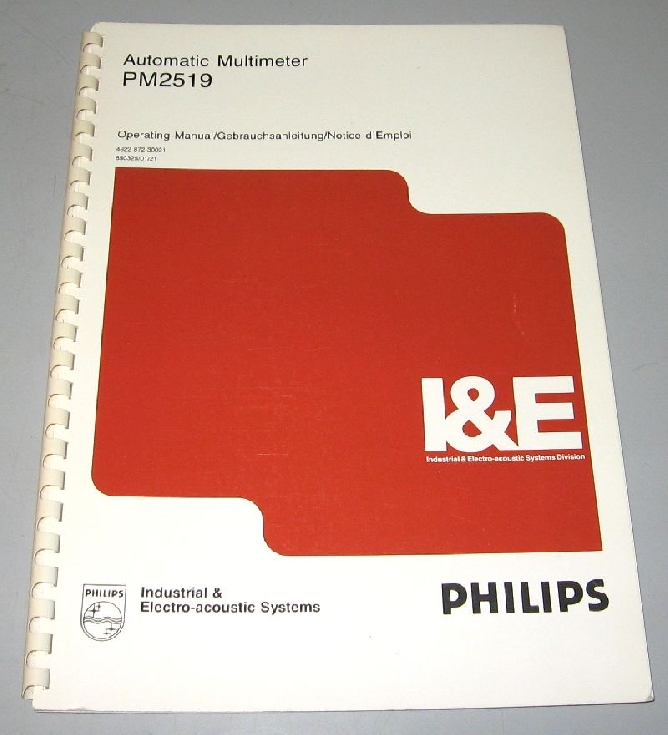 Automatic Multimeter
PM2519
Operating Manual/Gebrauchsanleitung/Notice d'Emploi
I&E
Industrial & Electro-acoustic Systems Division
PHILIPS
Industrial &
Electro-acoustic Systems
PHILIPS